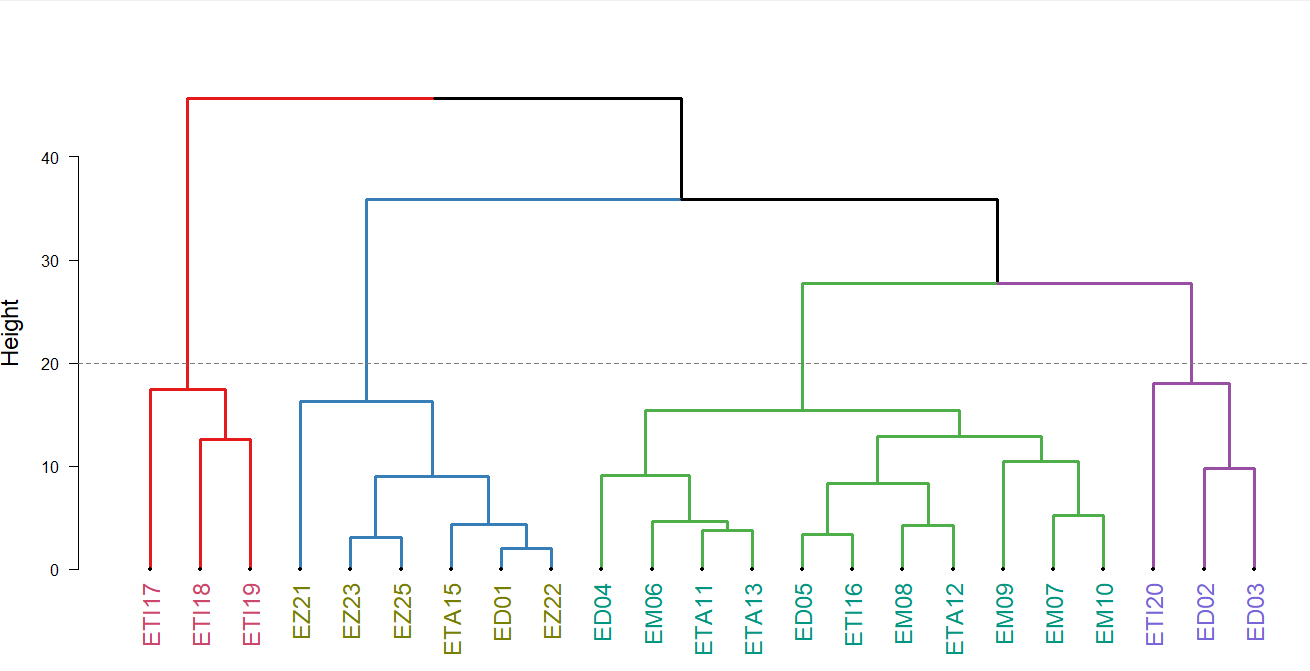 40
30
20
10
0
Height
ETI17
ETI18
ETI19
EZ21
EZ23
EZ25
ETA15
ED01
EZ22
ED04
EM06
ETA11
ETA13
ED05
ETI16
EM08
ETA12
EM09
EM07
EM10
ETI20
ED02
ED03